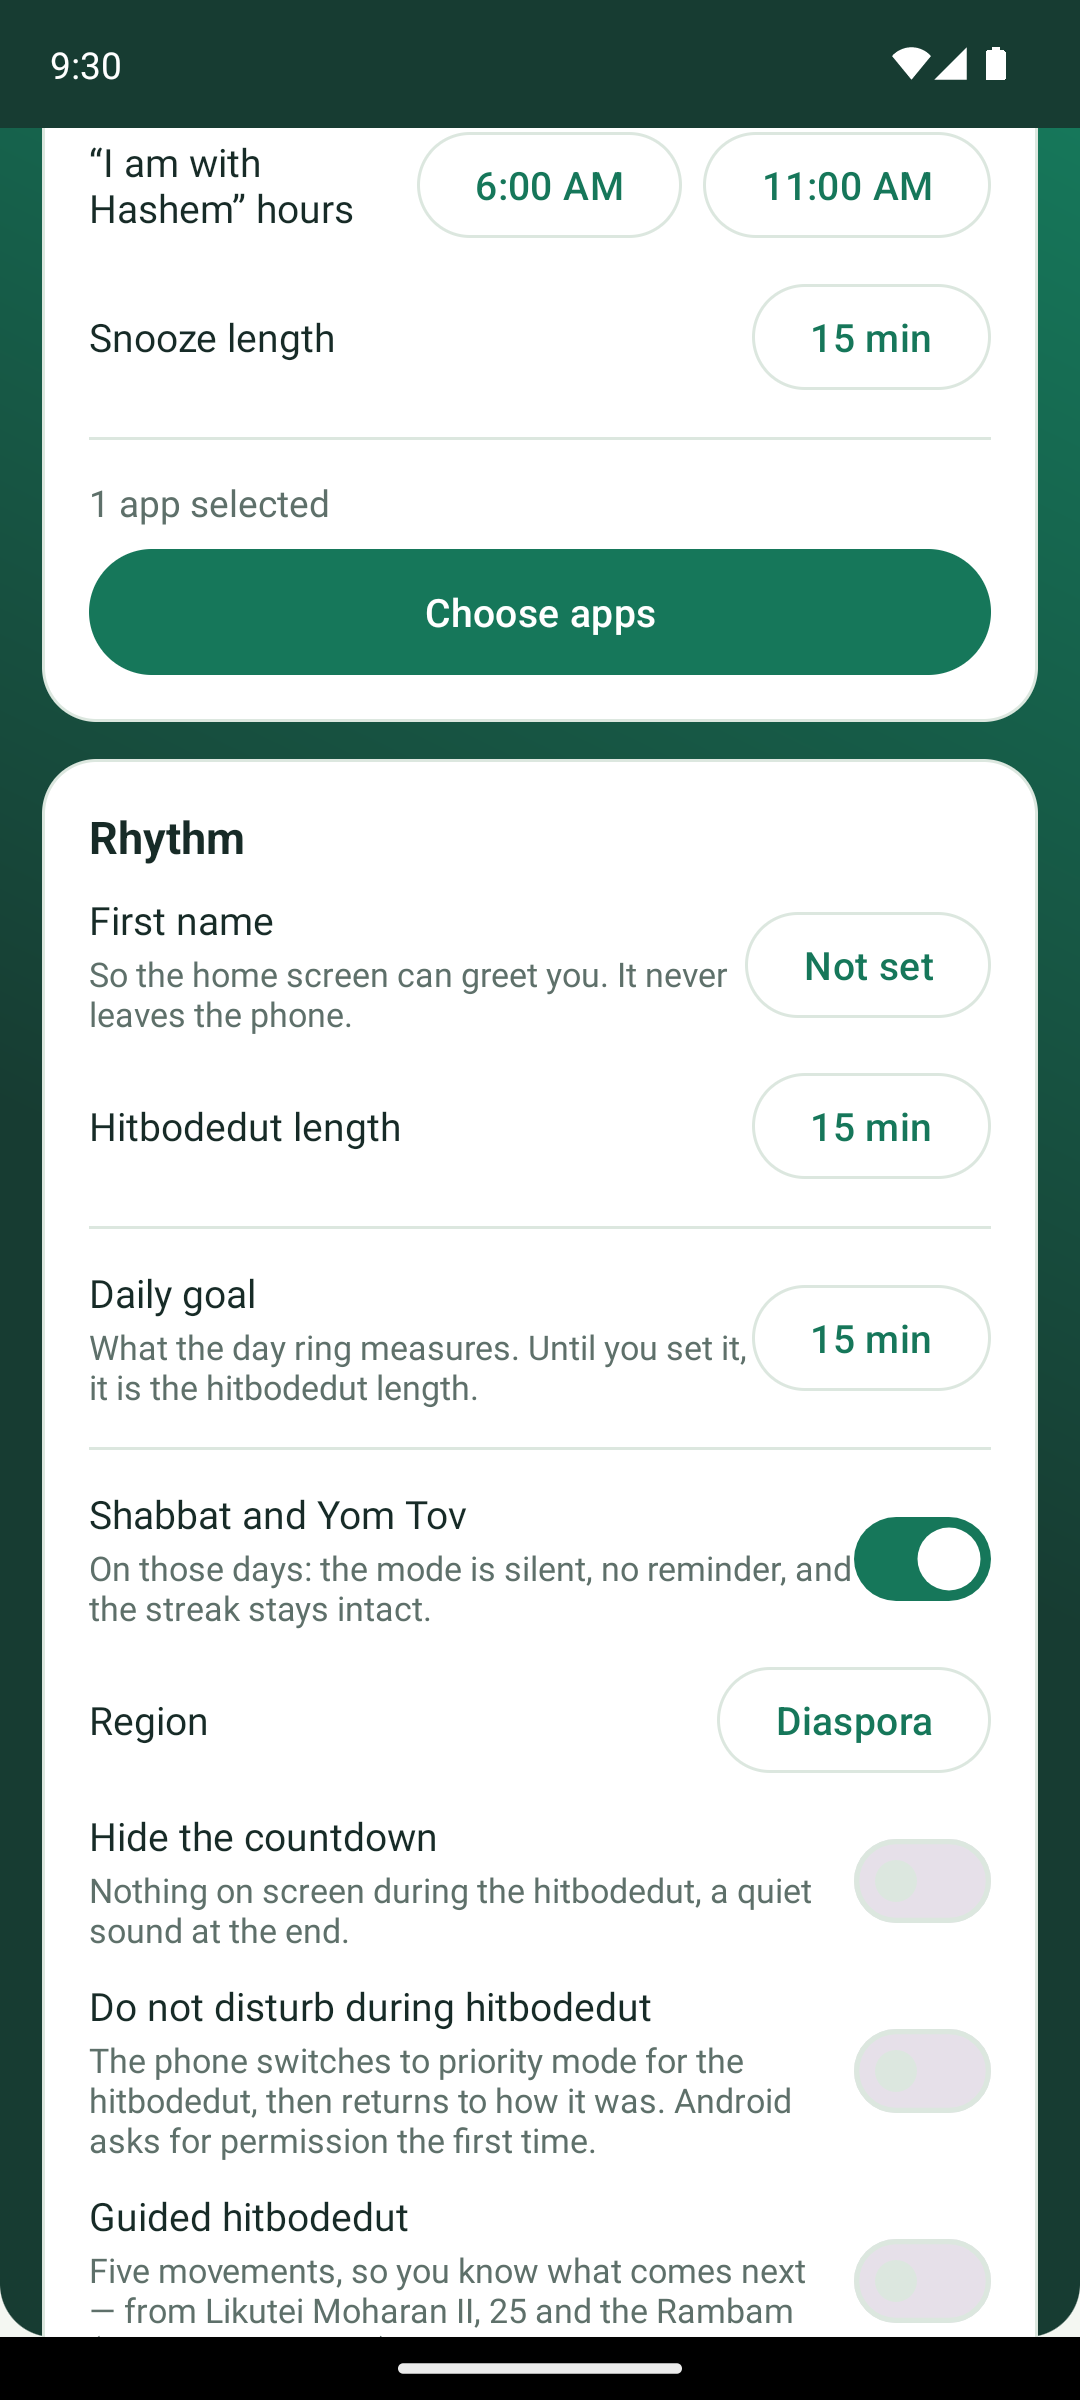 9:30
“I am with
Hashem” hours
6:00 AM
11:00 AM
Snooze length
15 min
1 app selected
Choose apps
Rhythm
First name
So the home screen can greet you. It never
leaves the phone.
Not set
Hitbodedut length
15 min
Daily goal
What the day ring measures. Until you set it,
it is the hitbodedut length.
15 min
Shabbat and Yom Tov
On those days: the mode is silent, no reminder, and
the streak stays intact.
Region
Diaspora
Hide the countdown
Nothing on screen during the hitbodedut, a quiet
sound at the end.
Do not disturb during hitbodedut
The phone switches to priority mode for the
hitbodedut, then returns to how it was. Android
asks for permission the first time.
Guided hitbodedut
Five movements, so you know what comes next
— from Likutei Moharan II, 25 and the Rambam